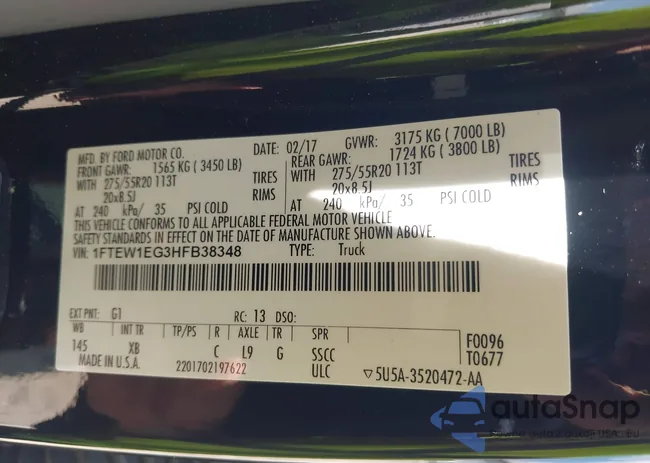 MFD. BY FORD MOTOR CO. DATE: 02/17 GVWR: 3175 KG (7000 LB)
FRONT GAWR: 1565 KG (3450 LB) REAR GAWR: 1724 KG (3800 LB)
WITH 275/55R20 113T TIRES WITH 275/55R20 113T TIRES
20x8.5J RIMS 20x8.5J RIMS
AT 240 kPa/ 35 PSI COLD AT 240 kPa/ 35 PSI COLD
THIS VEHICLE CONFORMS TO ALL APPLICABLE FEDERAL MOTOR VEHICLE
SAFETY STANDARDS IN EFFECT ON THE DATE OF MANUFACTURE SHOWN ABOVE.
VIN: 1FTEW1EG3HFB38348 TYPE: Truck
EXT PNT: G1 RC: 13 DSO:
WB INT TR TP/PS R AXLE TR SPR F0096
145 XB C L9 G SSCC T0677
MADE IN U.S.A. 2201702197622 ULC ▽5U5A-3520472-AA
autoSnap